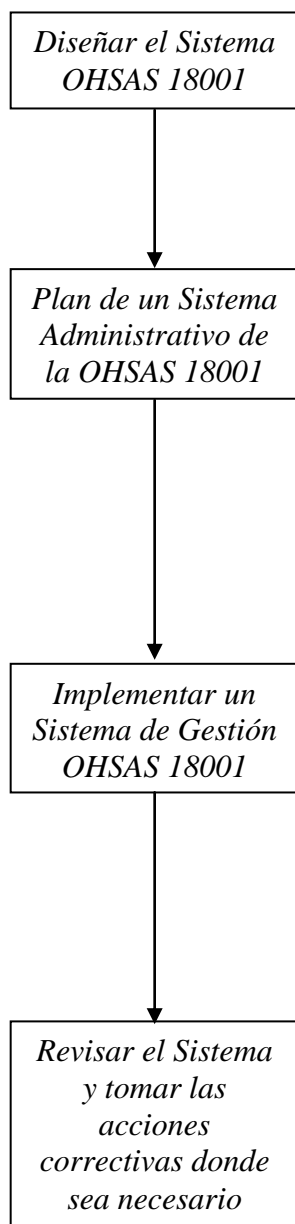 Diseñar el Sistema
OHSAS 18001
Plan de un Sistema
Administrativo de
la OHSAS 18001
Implementar un
Sistema de Gestión
OHSAS 18001
Revisar el Sistema
y tomar las
acciones
correctivas donde
sea necesario